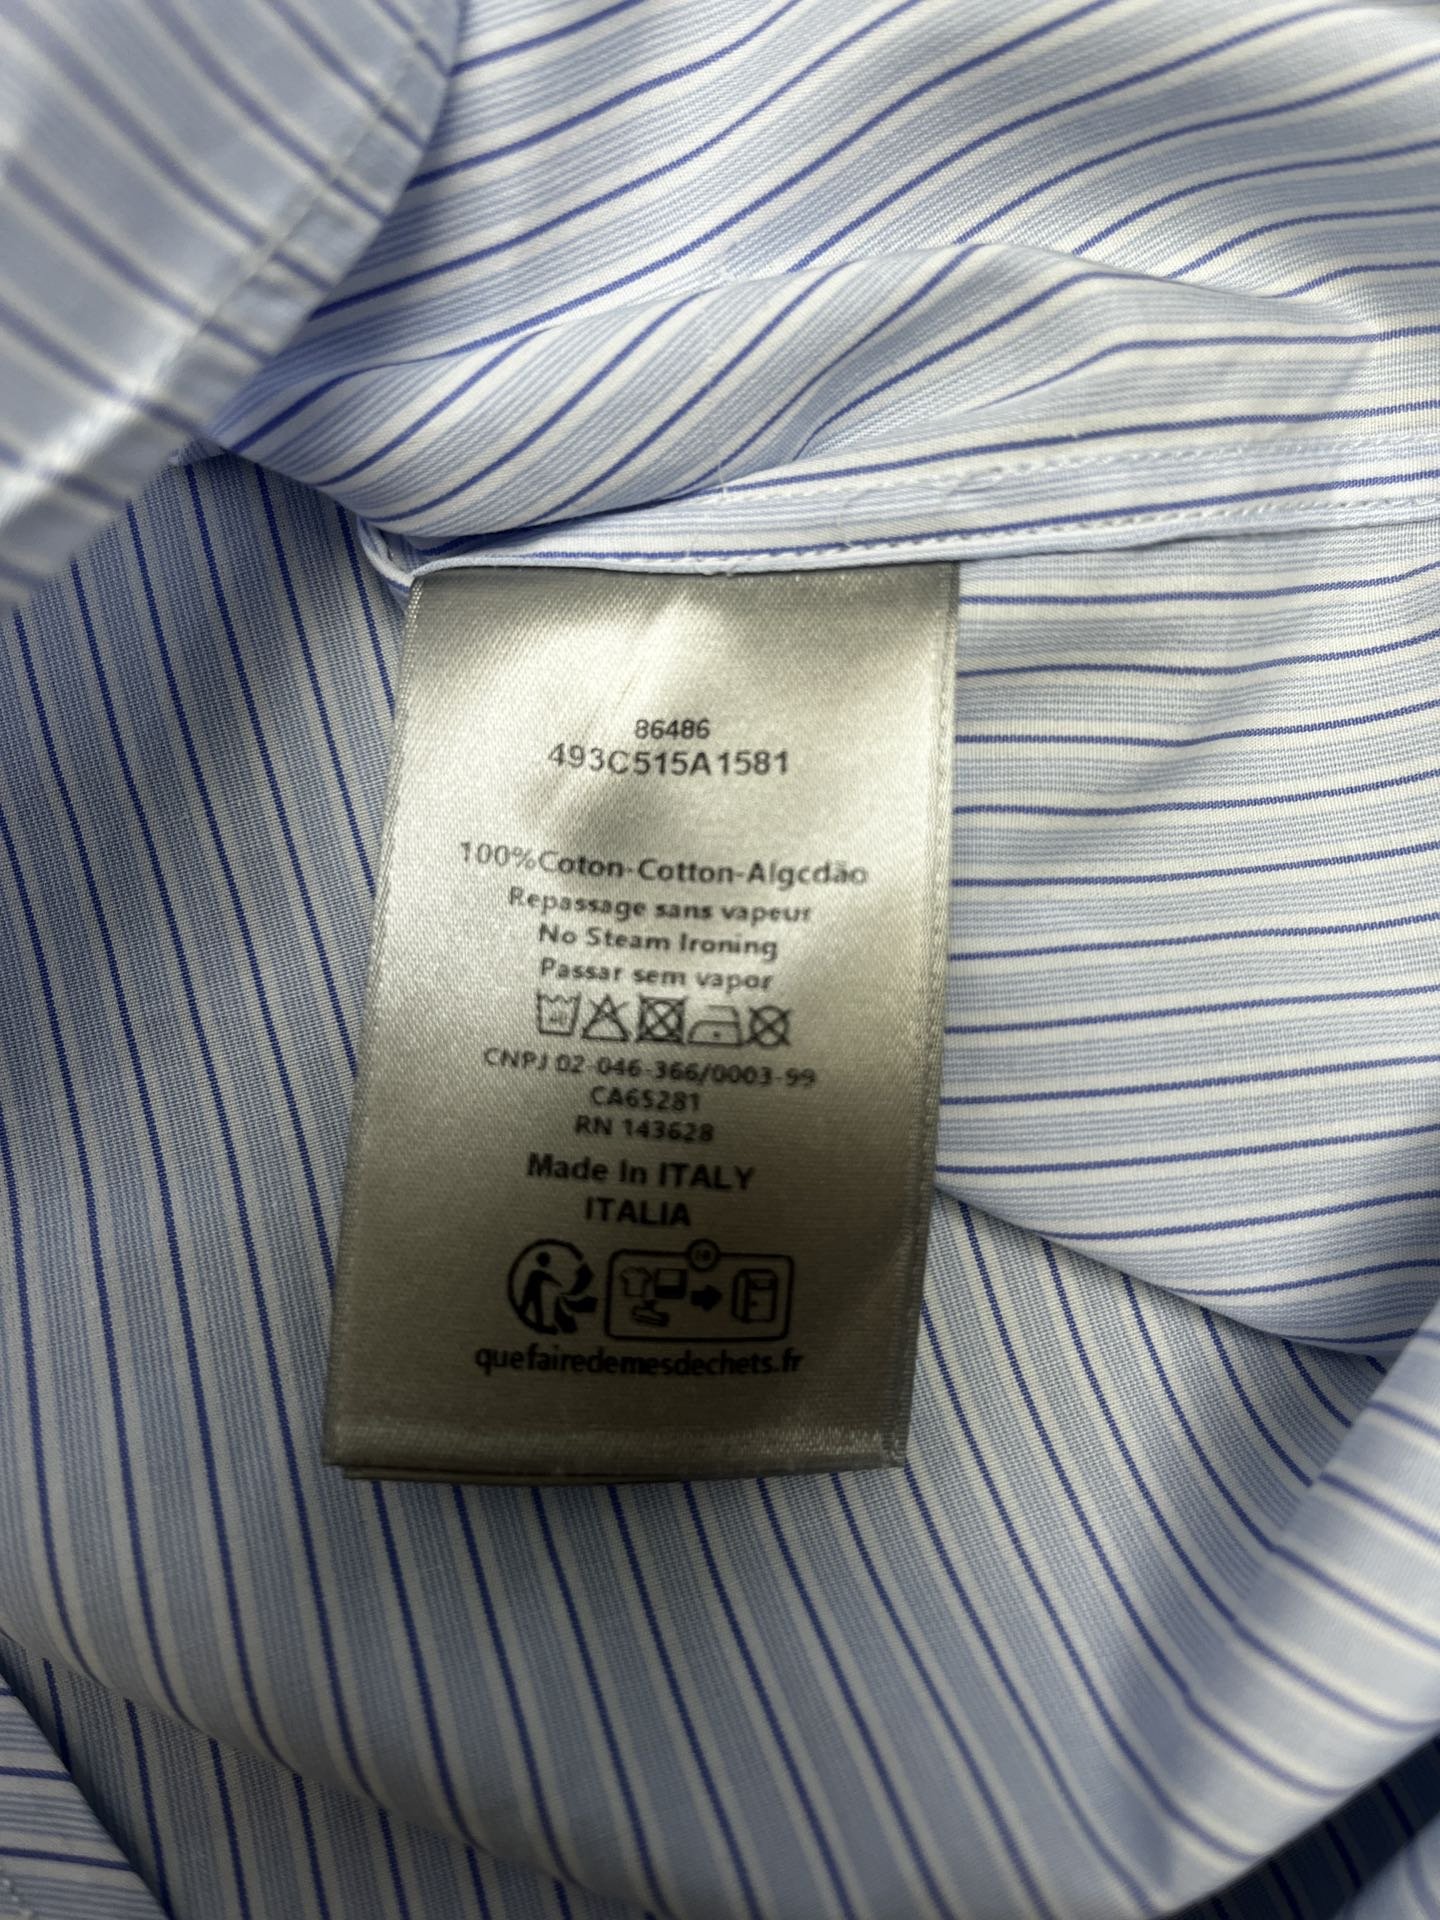 86486
493C515A1581
100%Coton-Cotton-Algodão
Repassage sans vapeur
No Steam Ironing
Passar sem vapor
CNPJ 02-046-366/0003-99
CA65281
RN 143628
Made In ITALY
ITALIA
quefairedemesdechets.fr